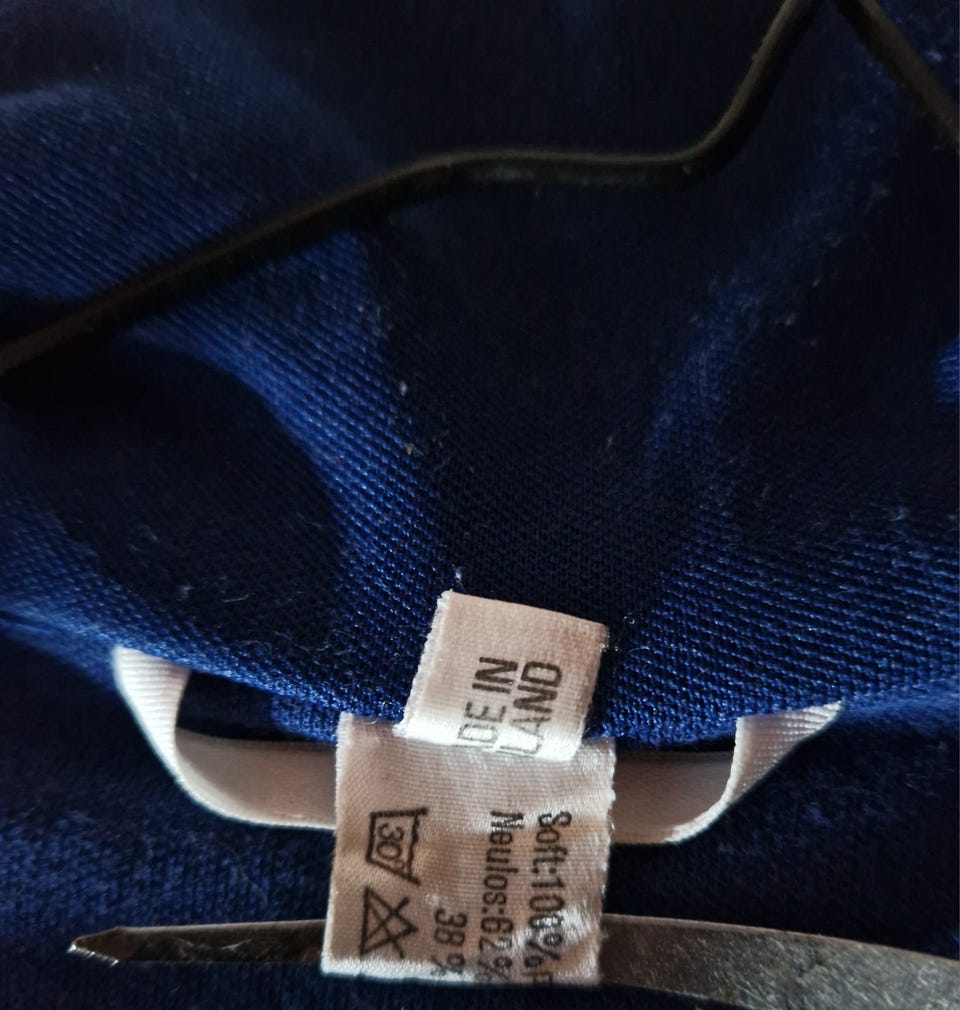 DE IN
LAND
Soft:100%P
Neulos:62%
38%
30°